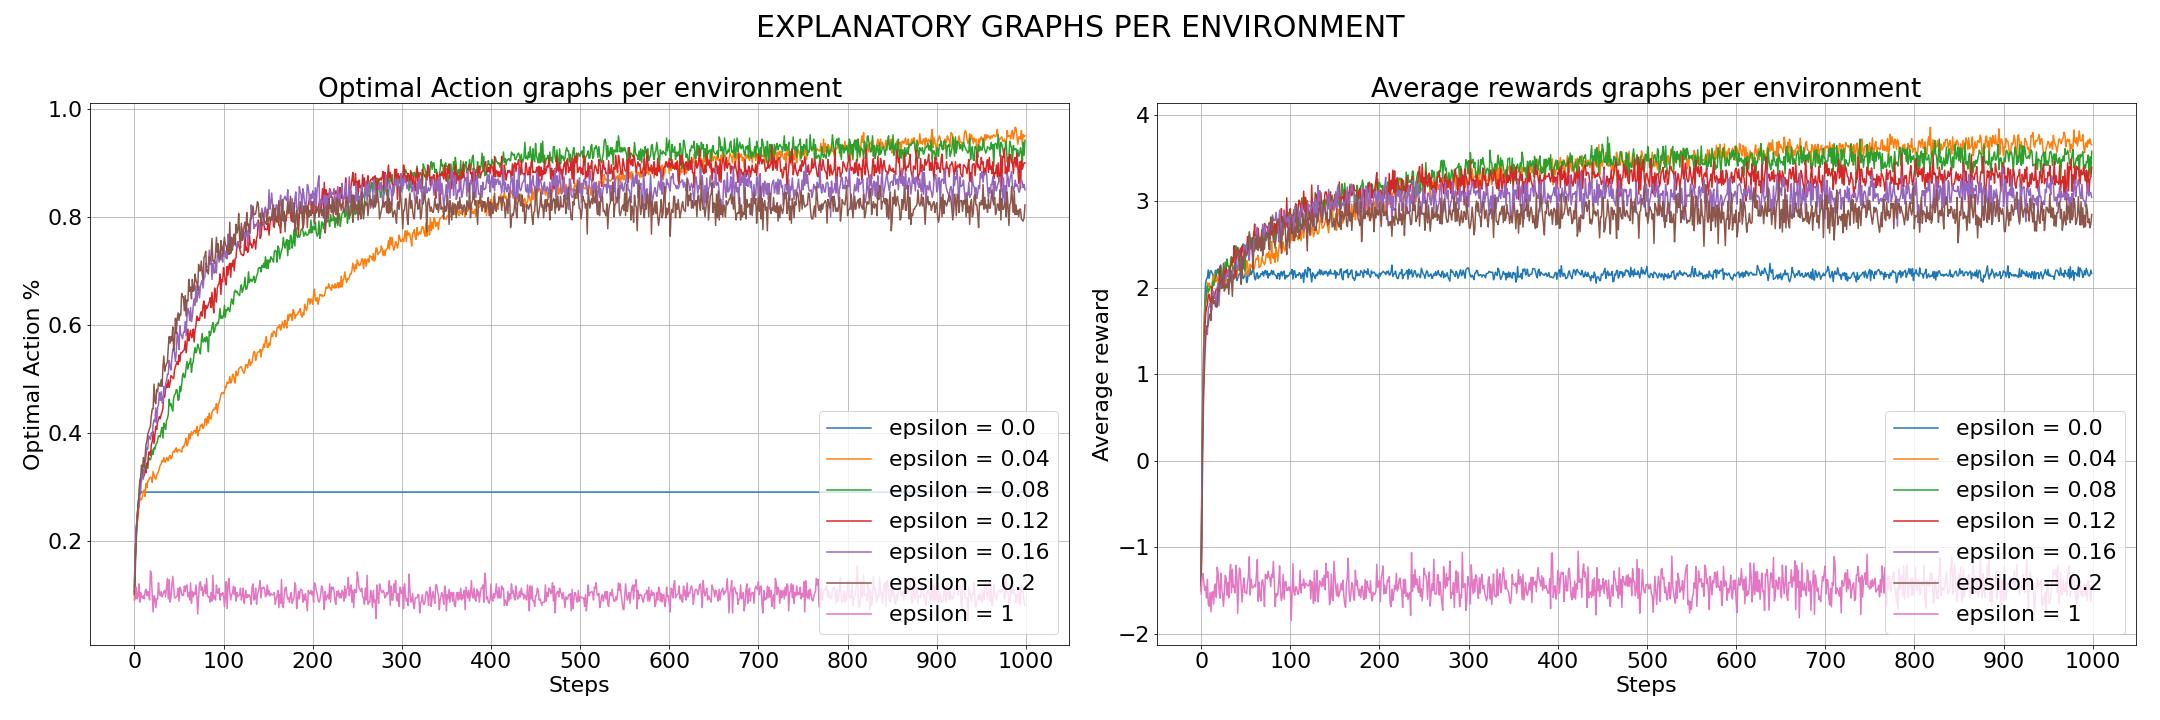 EXPLANATORY GRAPHS PER ENVIRONMENT
Optimal Action graphs per environment
1.0
0.8
0.6
0.4
0.2
Optimal Action %
epsilon = 0.0
epsilon = 0.04
epsilon = 0.08
epsilon = 0.12
epsilon = 0.16
epsilon = 0.2
epsilon = 1
0 100 200 300 400 500 600 700 800 900 1000
Steps
Average rewards graphs per environment
4
3
2
1
0
−1
−2
Average reward
epsilon = 0.0
epsilon = 0.04
epsilon = 0.08
epsilon = 0.12
epsilon = 0.16
epsilon = 0.2
epsilon = 1
0 100 200 300 400 500 600 700 800 900 1000
Steps